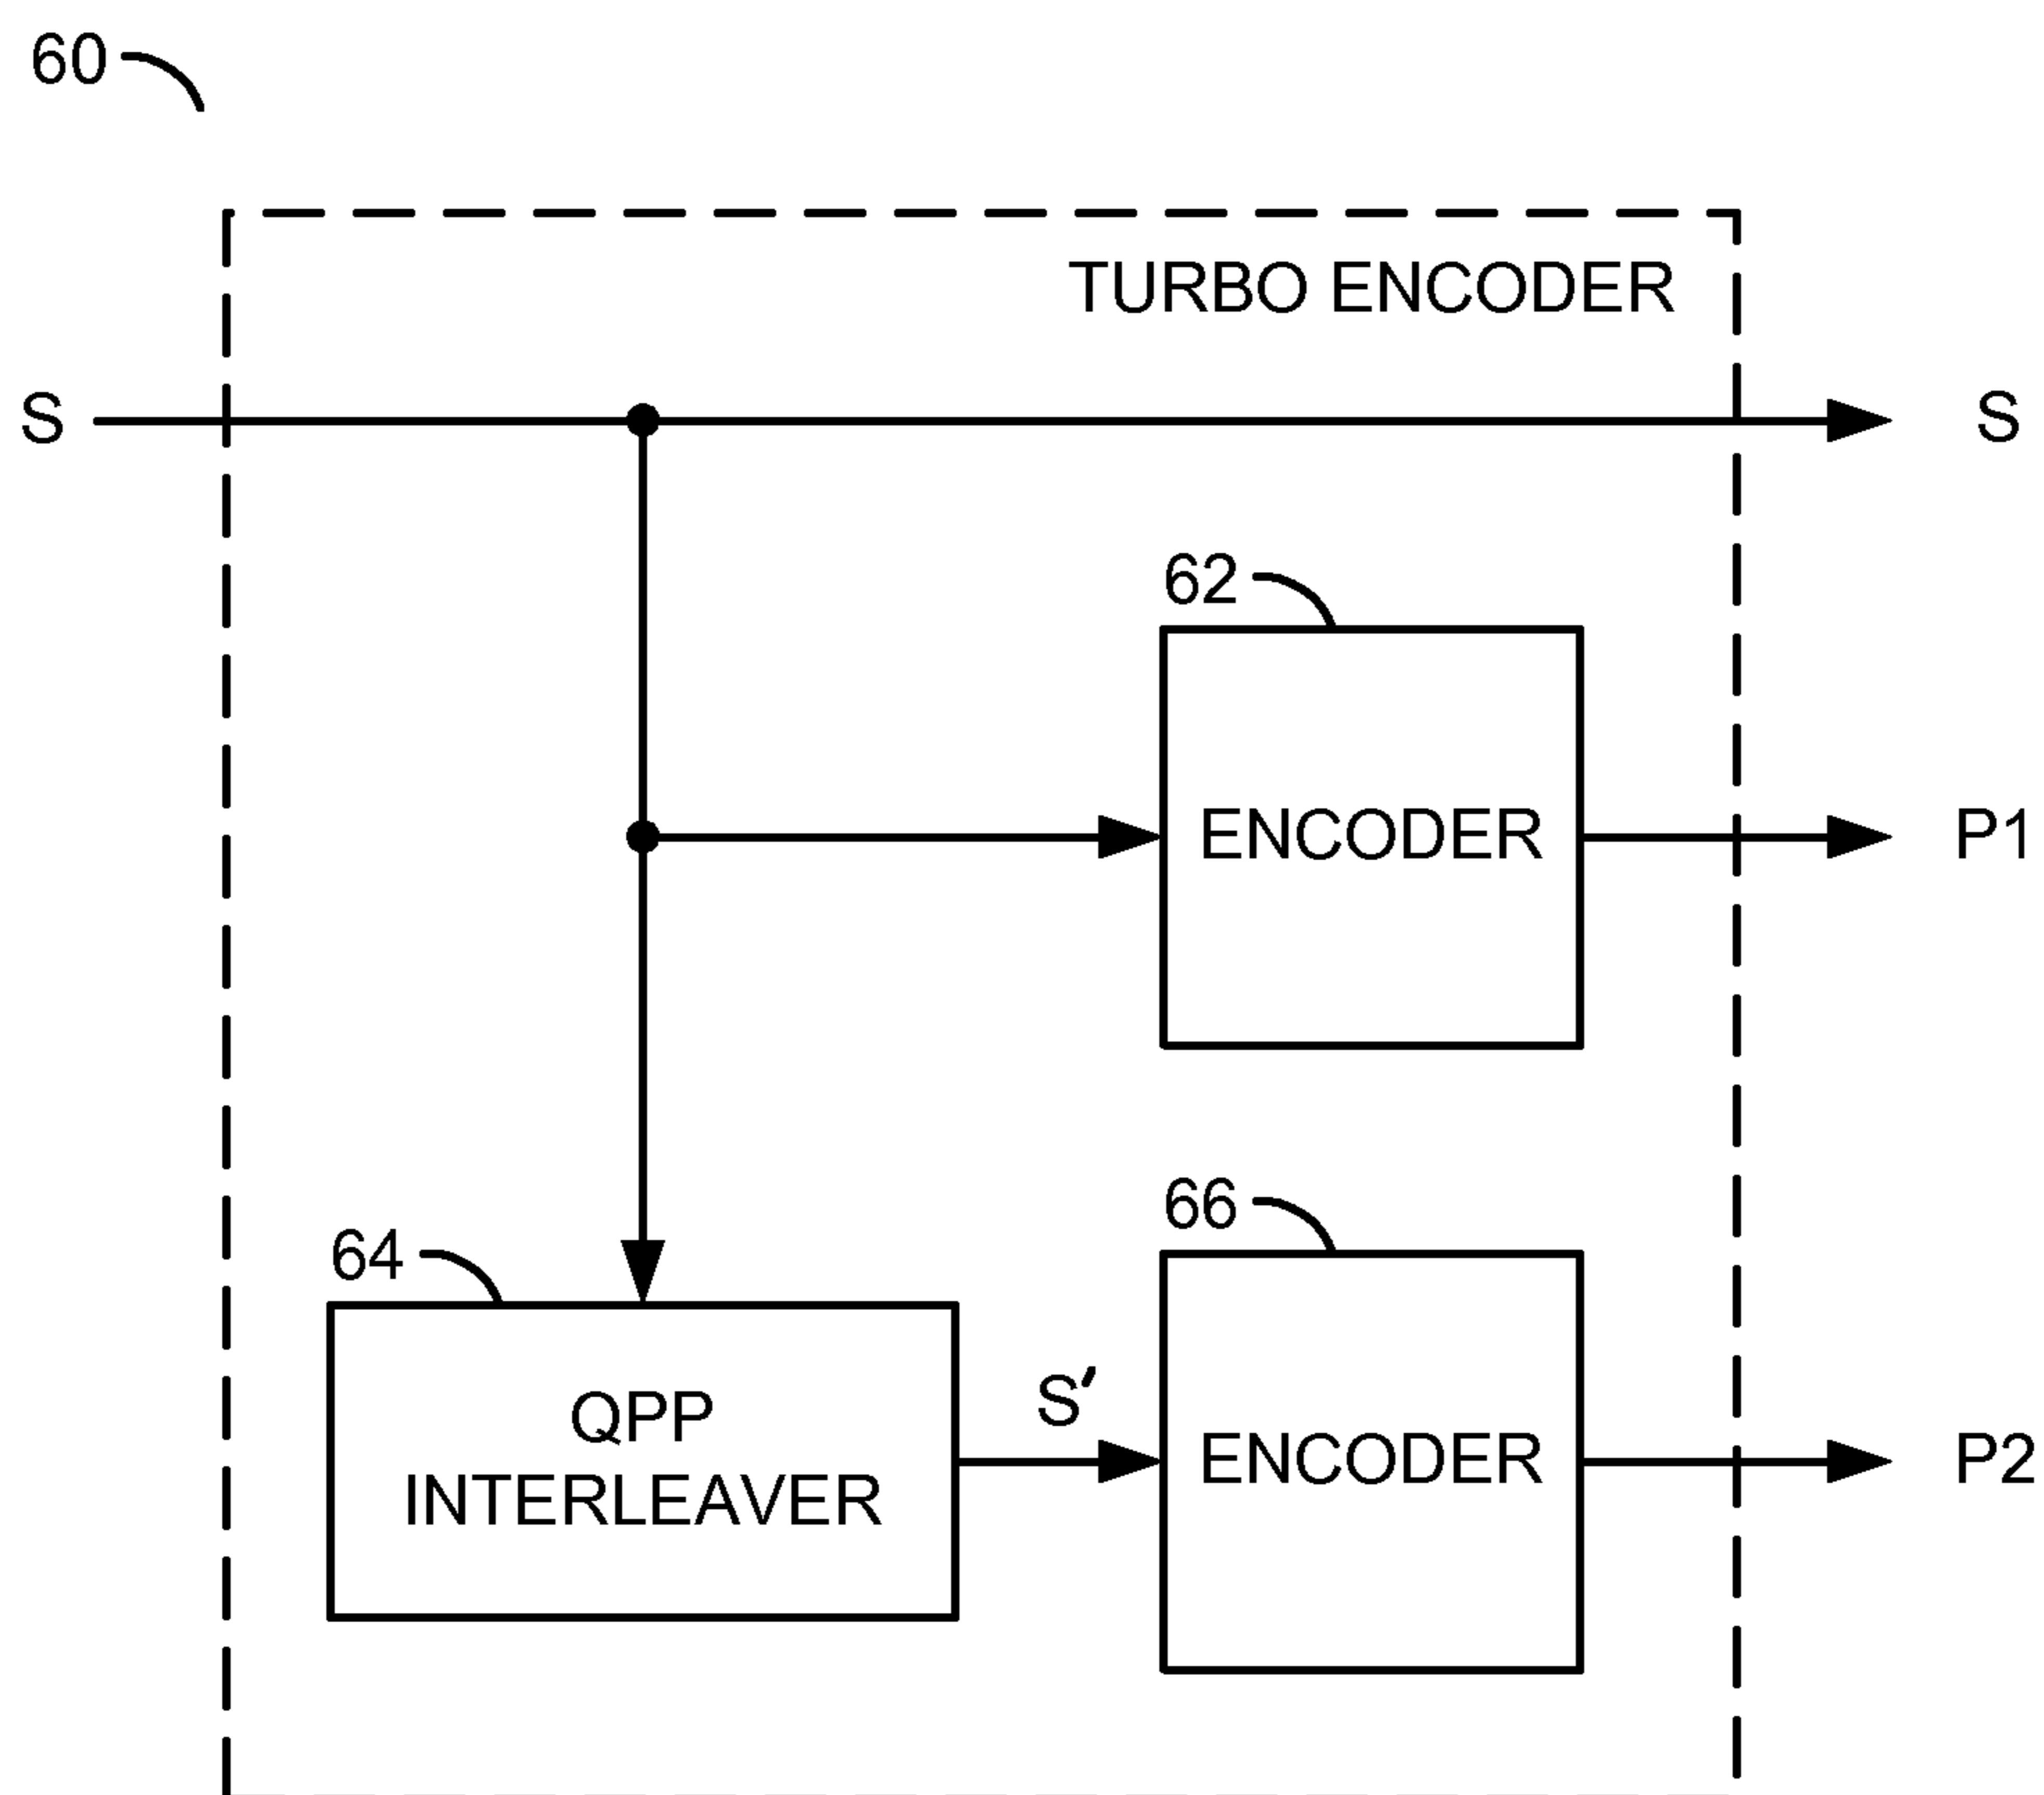 60
TURBO ENCODER
S
S
62
ENCODER
P1
64
QPP
INTERLEAVER
S′
66
ENCODER
P2